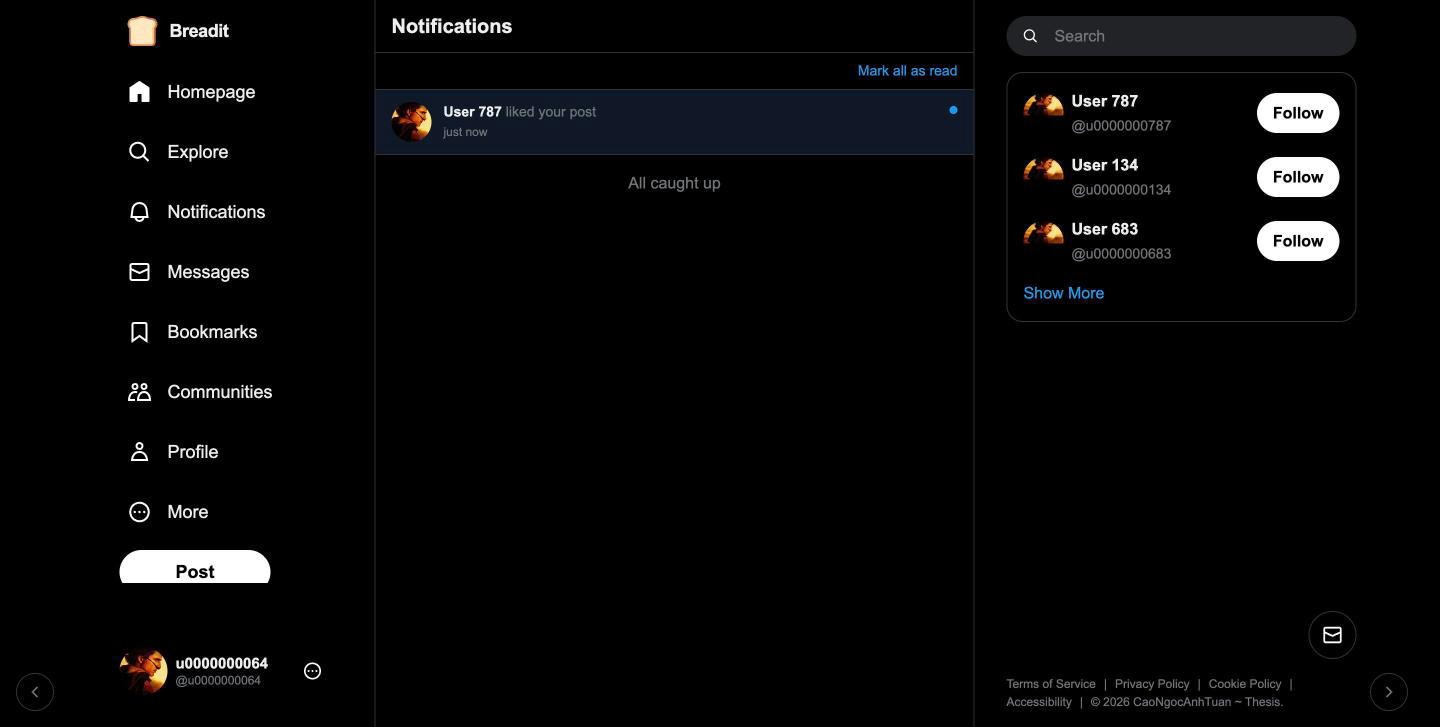 Breadit
Homepage
Explore
Notifications
Messages
Bookmarks
Communities
Profile
More
Post
u0000000064
@u0000000064
Notifications
Mark all as read
User 787 liked your post
just now
All caught up
Search
User 787
@u0000000787
Follow
User 134
@u0000000134
Follow
User 683
@u0000000683
Follow
Show More
Terms of Service | Privacy Policy | Cookie Policy |
Accessibility | © 2026 CaoNgocAnhTuan ~ Thesis.